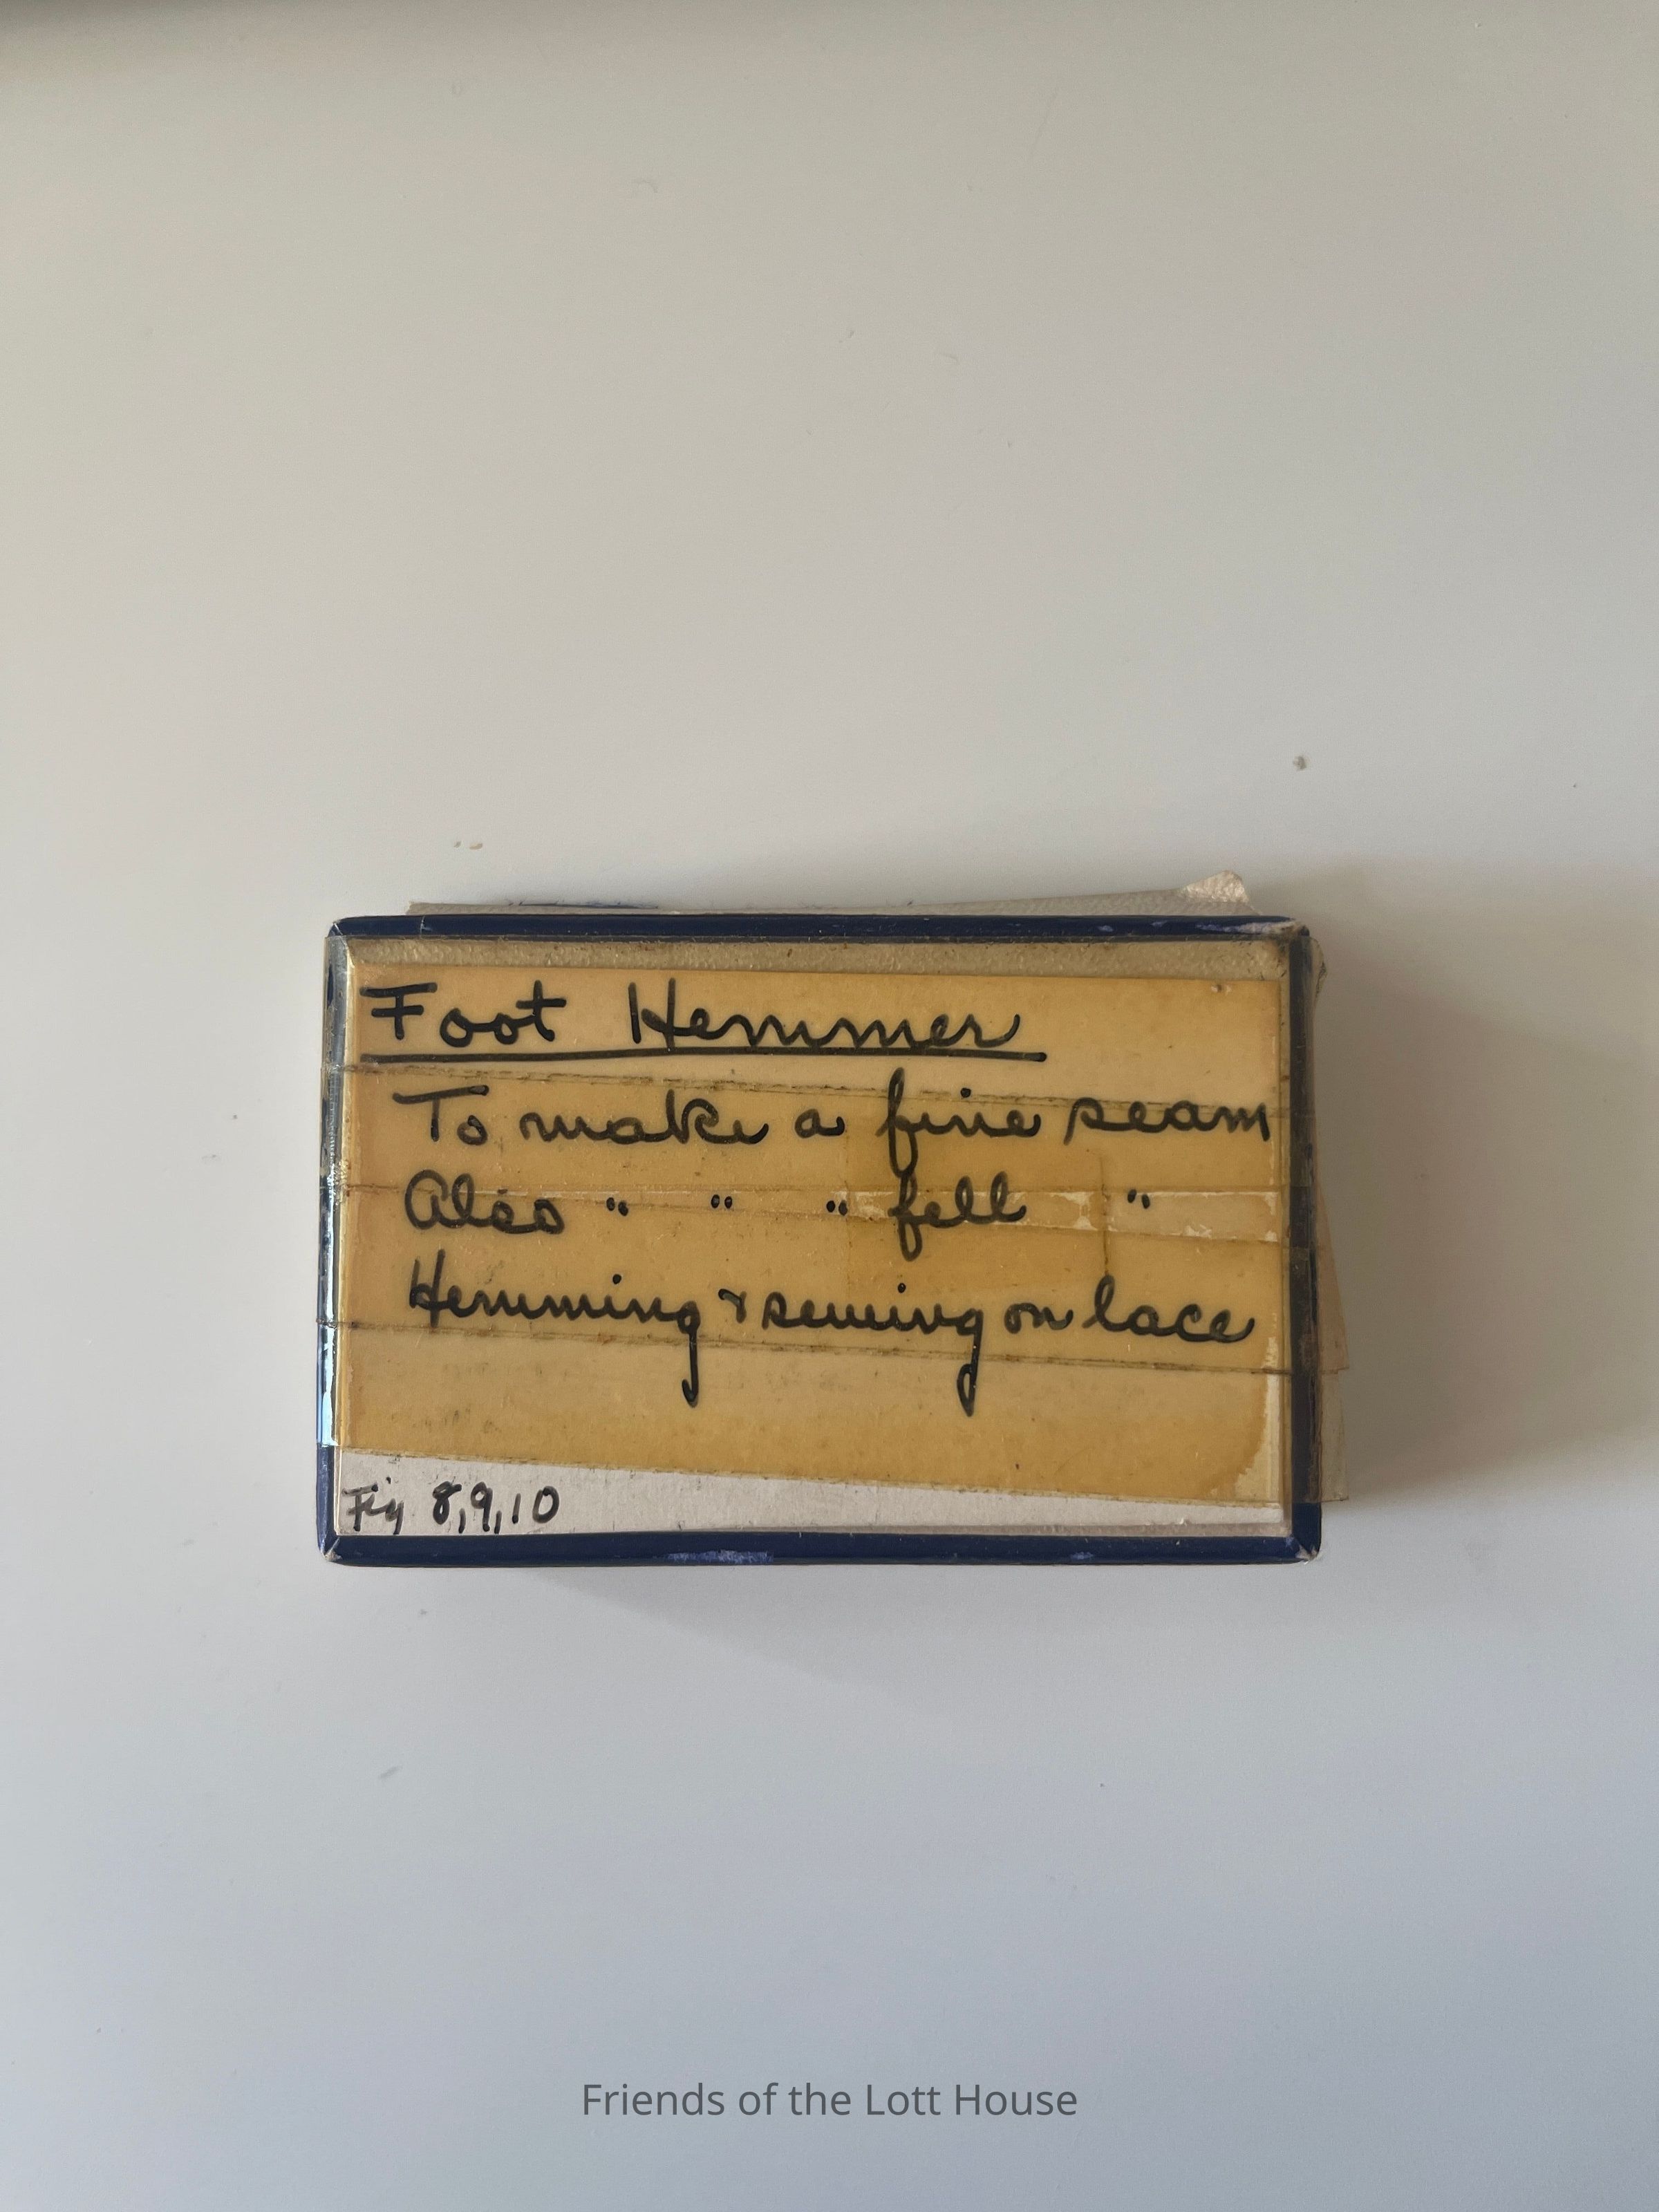 Foot Hemmer
To make a fine seam
Also " " " fell "
Hemming & sewing on lace
Fig 8,9,10
Friends of the Lott House